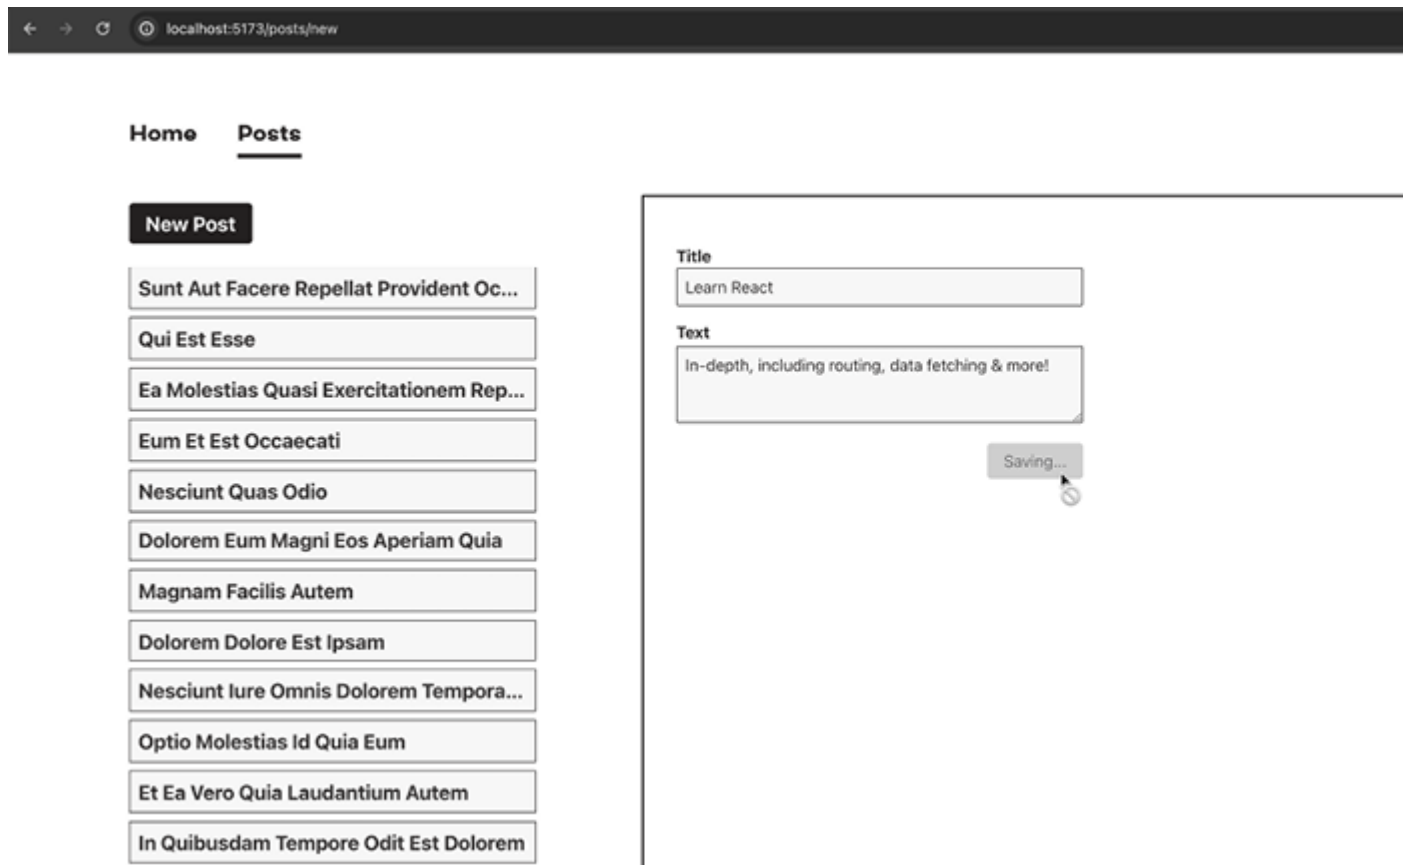 localhost:5173/posts/new
Home Posts
New Post
Sunt Aut Facere Repellat Provident Oc...
Qui Est Esse
Ea Molestias Quasi Exercitationem Rep...
Eum Et Est Occaecati
Nesciunt Quas Odio
Dolorem Eum Magni Eos Aperiam Quia
Magnam Facilis Autem
Dolorem Dolore Est Ipsam
Nesciunt Iure Omnis Dolorem Tempora...
Optio Molestias Id Quia Eum
Et Ea Vero Quia Laudantium Autem
In Quibusdam Tempore Odit Est Dolorem
Title
Learn React
Text
In-depth, including routing, data fetching & more!
Saving...